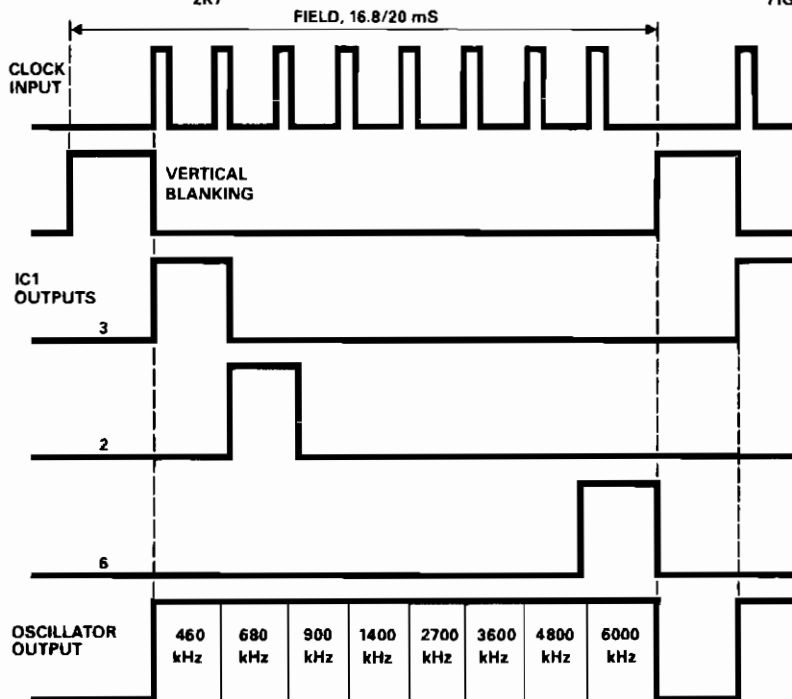 2K7
FIELD, 16.8/20 mS
CLOCK
INPUT
VERTICAL
BLANKING
IC1
OUTPUTS
3
2
6
OSCILLATOR
OUTPUT
460 kHz
680 kHz
900 kHz
1400 kHz
2700 kHz
3600 kHz
4800 kHz
6000 kHz